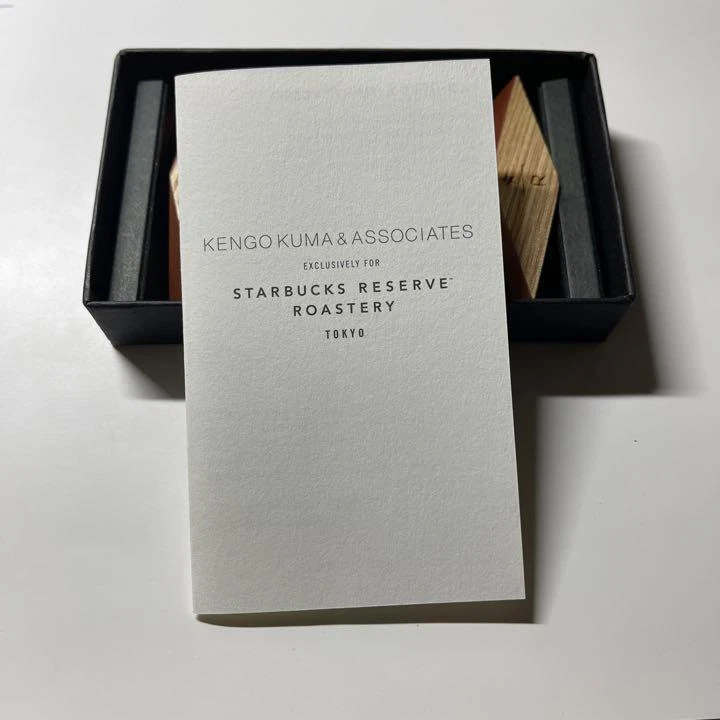 KENGO KUMA & ASSOCIATES
EXCLUSIVELY FOR
STARBUCKS RESERVE™
ROASTERY
TOKYO